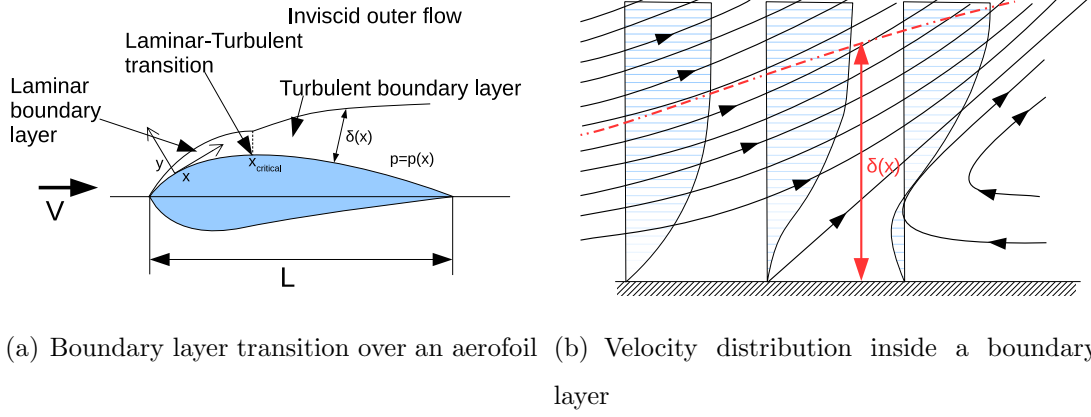 Inviscid outer flow
Laminar-Turbulent
transition
Laminar
boundary
layer
Turbulent boundary layer
δ(x)
y
x
x critical
p=p(x)
V
L
δ(x)
(a) Boundary layer transition over an aerofoil
(b) Velocity distribution inside a boundary
layer